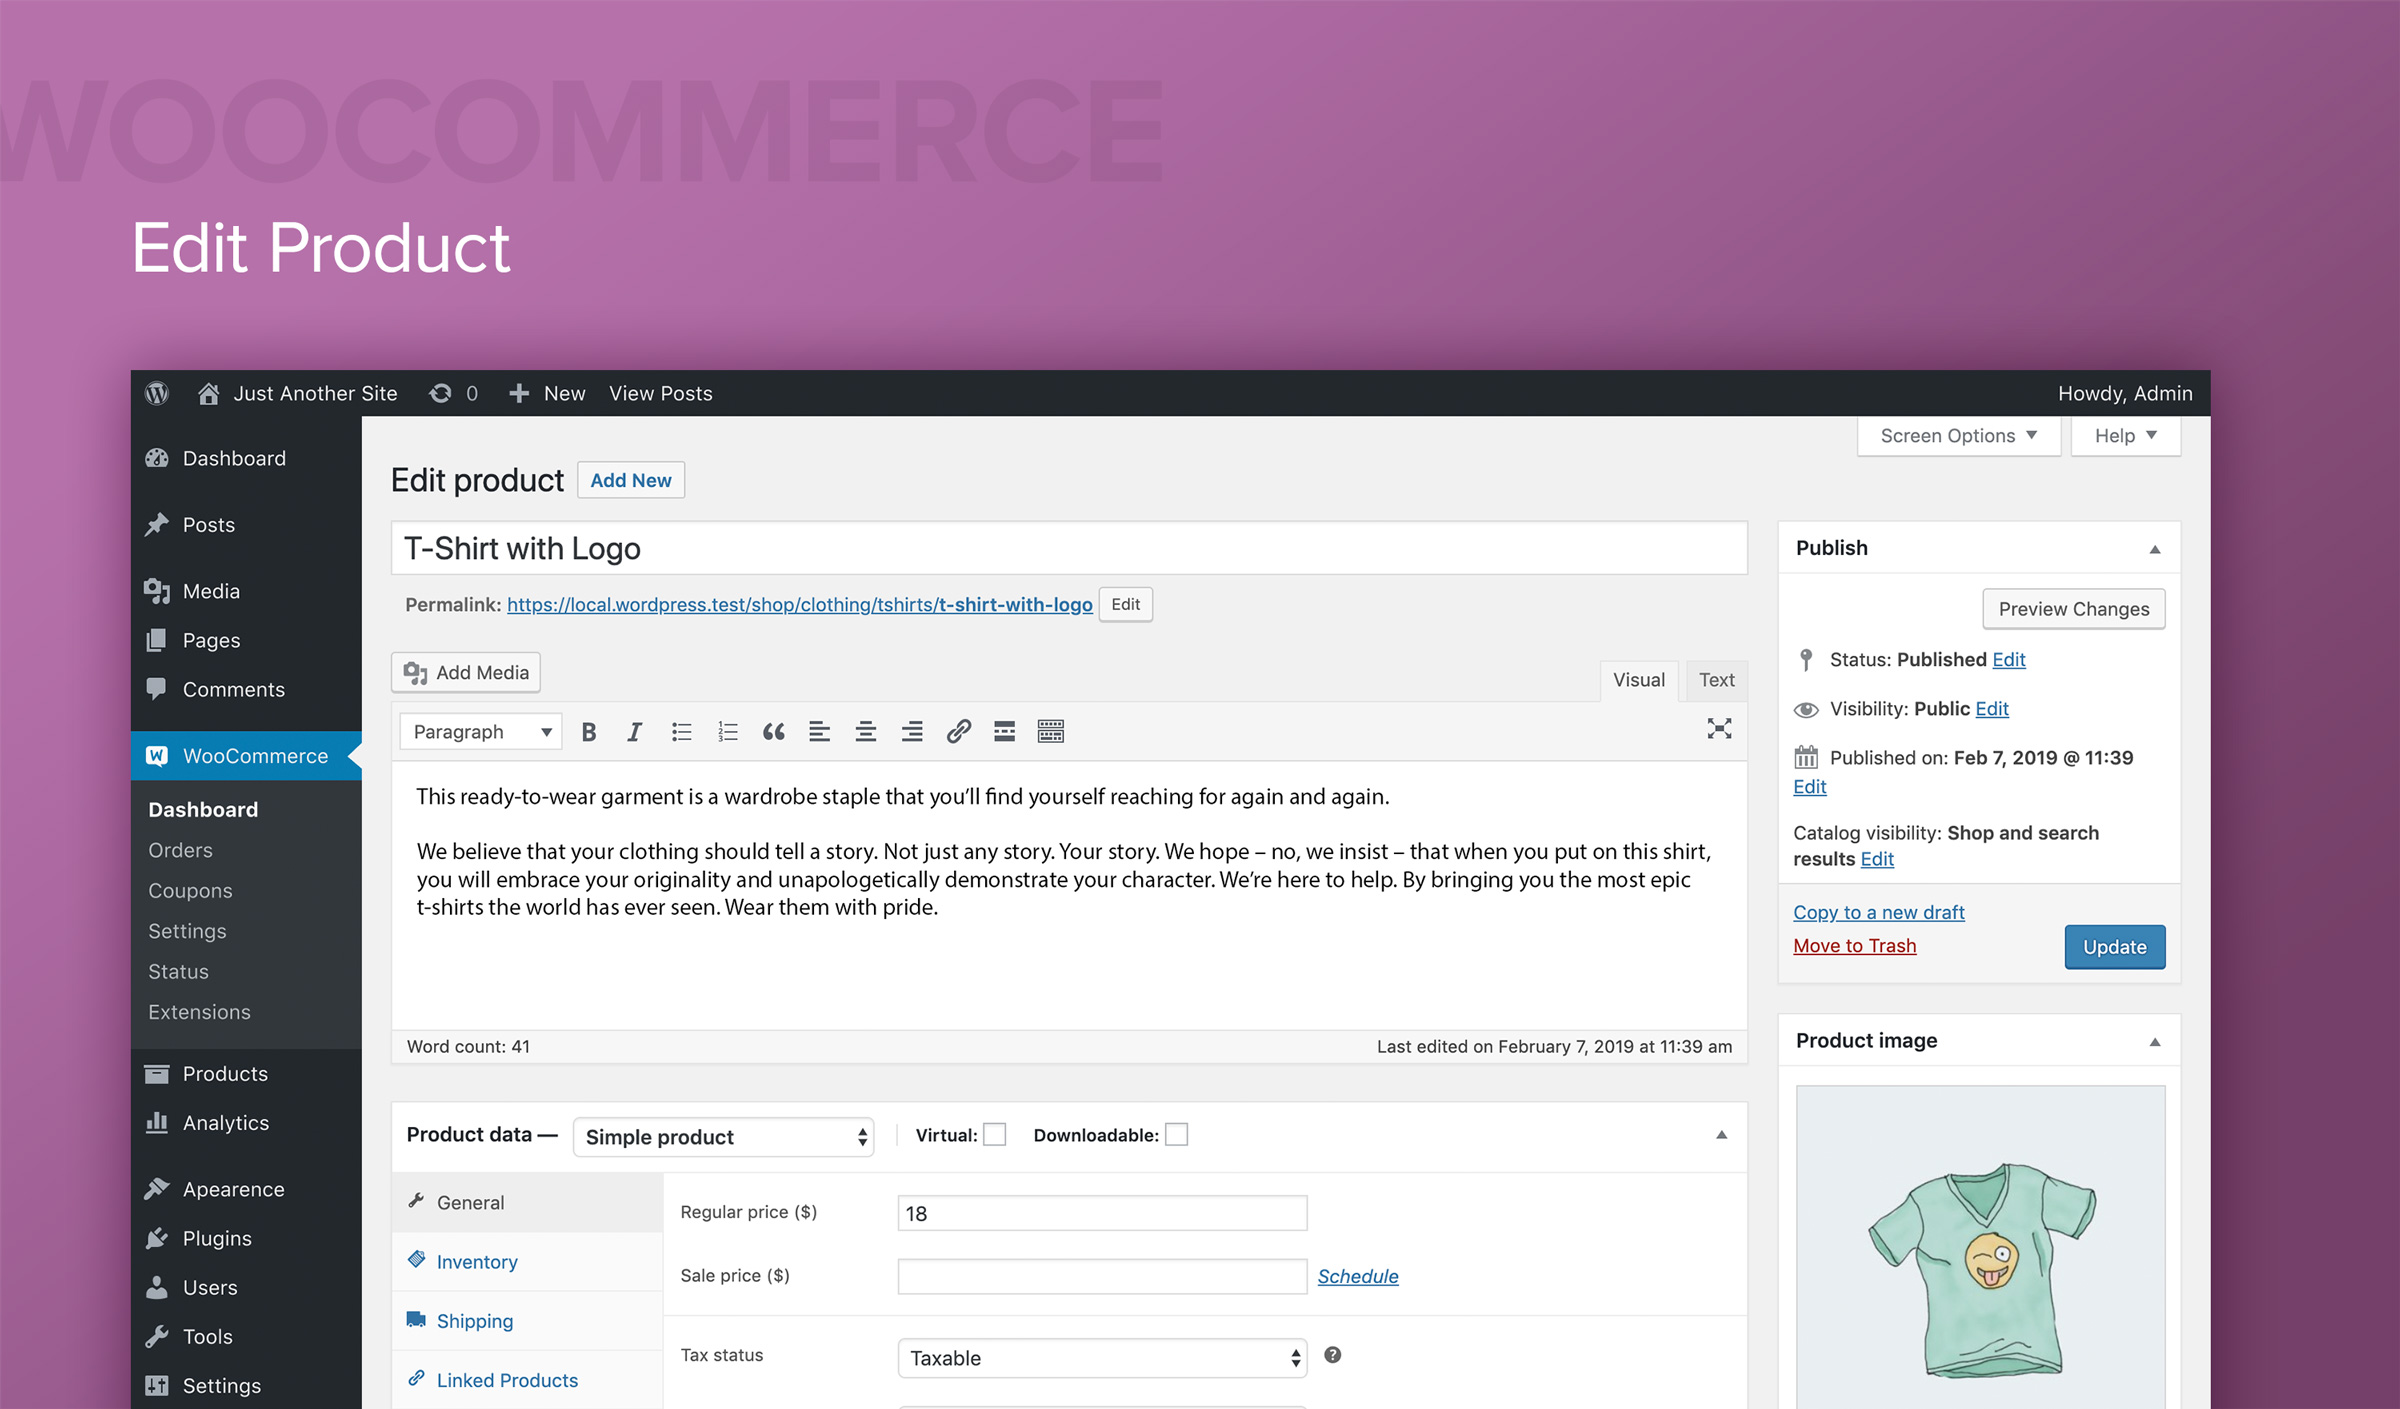 WOOCOMMERCE
Edit Product
Just Another Site 0 New View Posts Howdy, Admin
Screen Options Help
Dashboard
Posts
Media
Pages
Comments
WooCommerce
Dashboard
Orders
Coupons
Settings
Status
Extensions
Products
Analytics
Apearence
Plugins
Users
Tools
Settings
Edit product Add New
T-Shirt with Logo
Permalink: https://local.wordpress.test/shop/clothing/tshirts/t-shirt-with-logo Edit
Add Media Visual Text
Paragraph
This ready-to-wear garment is a wardrobe staple that you’ll find yourself reaching for again and again.
We believe that your clothing should tell a story. Not just any story. Your story. We hope – no, we insist – that when you put on this shirt,
you will embrace your originality and unapologetically demonstrate your character. We’re here to help. By bringing you the most epic
t-shirts the world has ever seen. Wear them with pride.
Word count: 41 Last edited on February 7, 2019 at 11:39 am
Product data — Simple product Virtual: Downloadable:
General
Inventory
Shipping
Linked Products
Regular price ($) 18
Sale price ($) Schedule
Tax status Taxable
Publish
Preview Changes
Status: Published Edit
Visibility: Public Edit
Published on: Feb 7, 2019 @ 11:39
Edit
Catalog visibility: Shop and search
results Edit
Copy to a new draft
Move to Trash Update
Product image